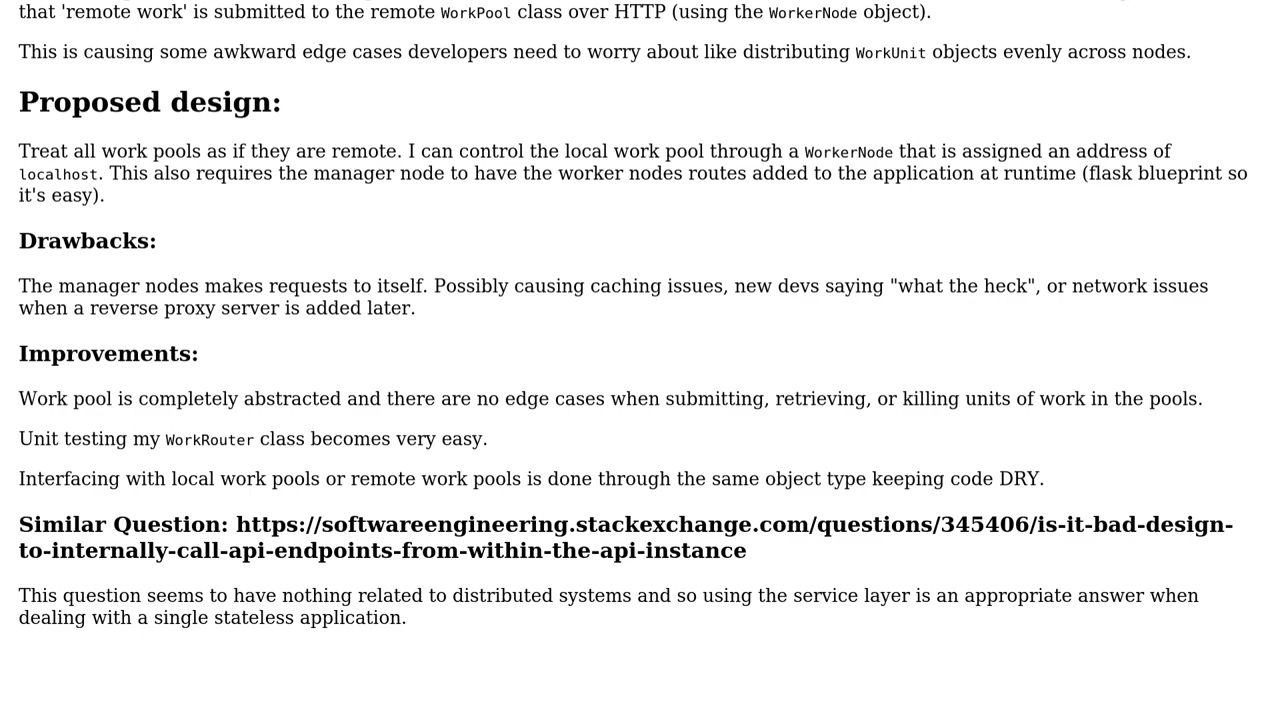 that 'remote work' is submitted to the remote WorkPool class over HTTP (using the WorkerNode object).
This is causing some awkward edge cases developers need to worry about like distributing WorkUnit objects evenly across nodes.
Proposed design:
Treat all work pools as if they are remote. I can control the local work pool through a WorkerNode that is assigned an address of
localhost. This also requires the manager node to have the worker nodes routes added to the application at runtime (flask blueprint so
it's easy).
Drawbacks:
The manager nodes makes requests to itself. Possibly causing caching issues, new devs saying "what the heck", or network issues
when a reverse proxy server is added later.
Improvements:
Work pool is completely abstracted and there are no edge cases when submitting, retrieving, or killing units of work in the pools.
Unit testing my WorkRouter class becomes very easy.
Interfacing with local work pools or remote work pools is done through the same object type keeping code DRY.
Similar Question: https://softwareengineering.stackexchange.com/questions/345406/is-it-bad-design-
to-internally-call-api-endpoints-from-within-the-api-instance
This question seems to have nothing related to distributed systems and so using the service layer is an appropriate answer when
dealing with a single stateless application.